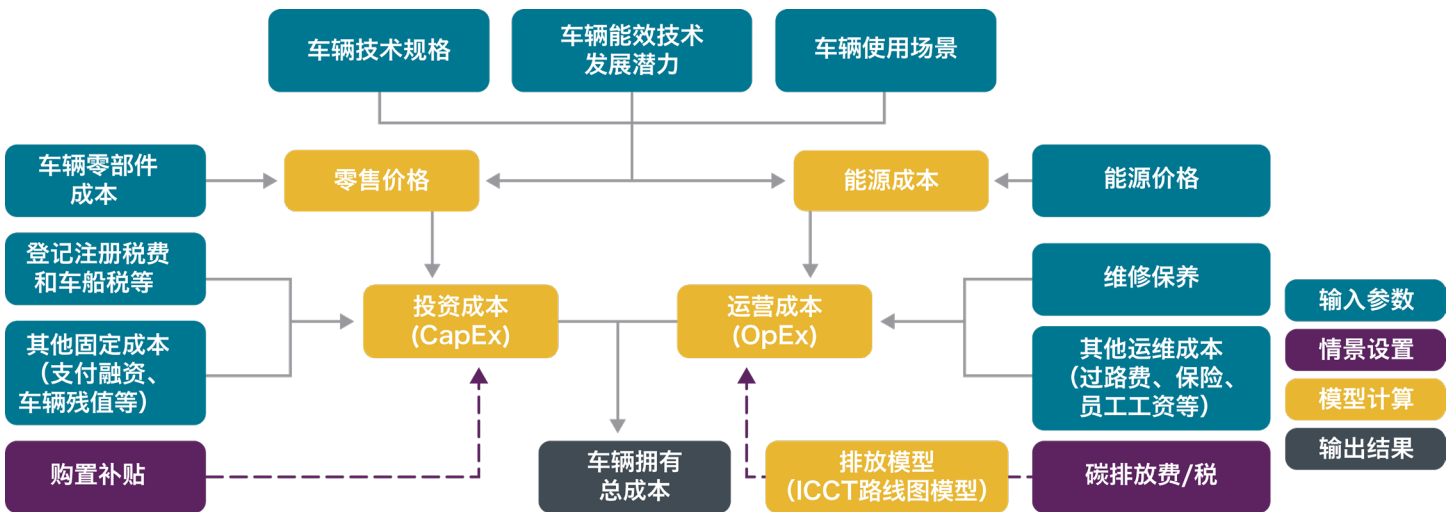 车辆技术规格
车辆能效技术
发展潜力
车辆使用场景
车辆零部件
成本
零售价格
能源成本
能源价格
登记注册税费
和车船税等
投资成本
(CapEx)
运营成本
(OpEx)
维修保养
其他固定成本
（支付融资、
车辆残值等）
其他运维成本
（过路费、保险、
员工工资等）
购置补贴
车辆拥有
总成本
排放模型
（ICCT路线图模型）
碳排放费/税
输入参数
情景设置
模型计算
输出结果